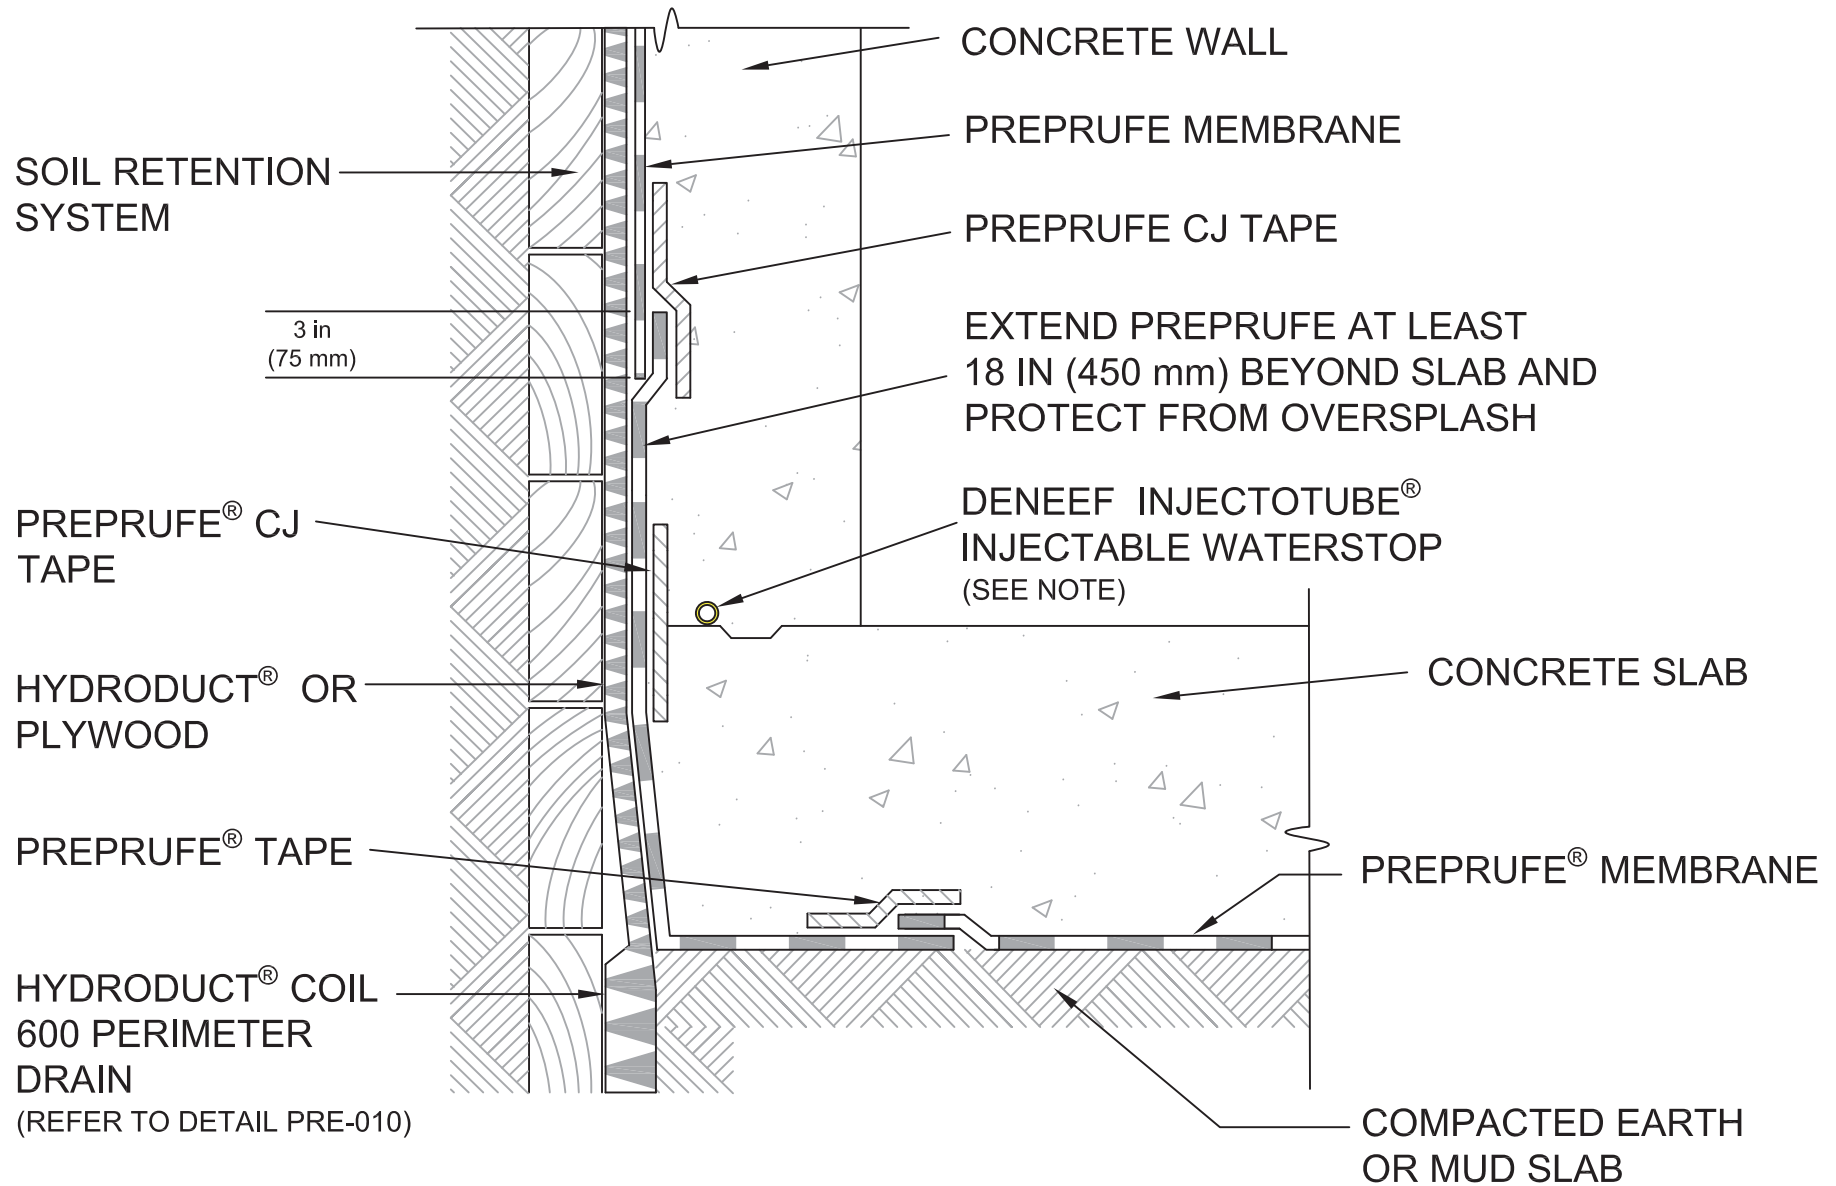 CONCRETE WALL
PREPRUFE MEMBRANE
SOIL RETENTION
SYSTEM
PREPRUFE CJ TAPE
3 in
(75 mm)
EXTEND PREPRUFE AT LEAST
18 IN (450 mm) BEYOND SLAB AND
PROTECT FROM OVERSPLASH
PREPRUFE® CJ
TAPE
DENEEF INJECTOTUBE®
INJECTABLE WATERSTOP
(SEE NOTE)
HYDRODUCT® OR
PLYWOOD
CONCRETE SLAB
PREPRUFE® TAPE
PREPRUFE® MEMBRANE
HYDRODUCT® COIL
600 PERIMETER
DRAIN
(REFER TO DETAIL PRE-010)
COMPACTED EARTH
OR MUD SLAB